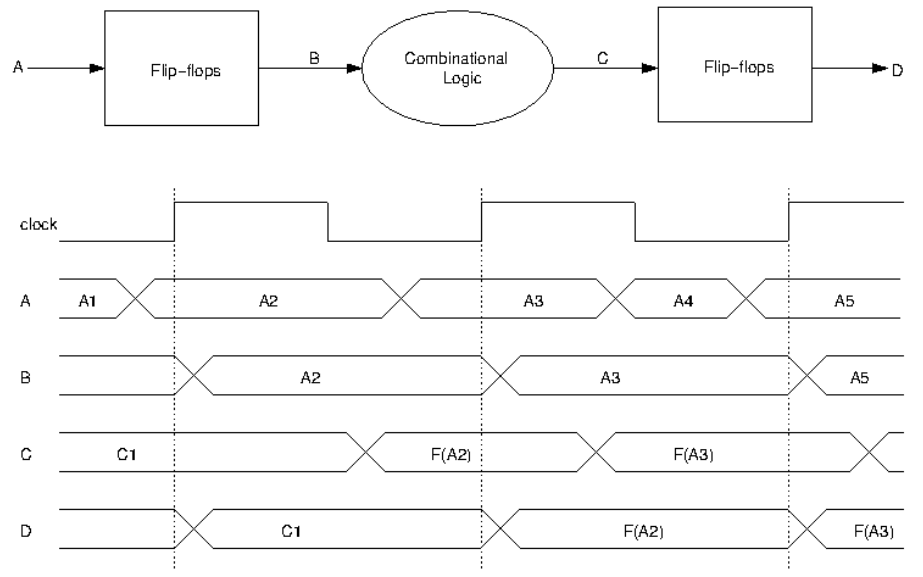 A
Flip-flops
B
Combinational
Logic
C
Flip-flops
D
clock
A A1 A2 A3 A4 A5
B A2 A3 A5
C C1 F(A2) F(A3)
D C1 F(A2) F(A3)